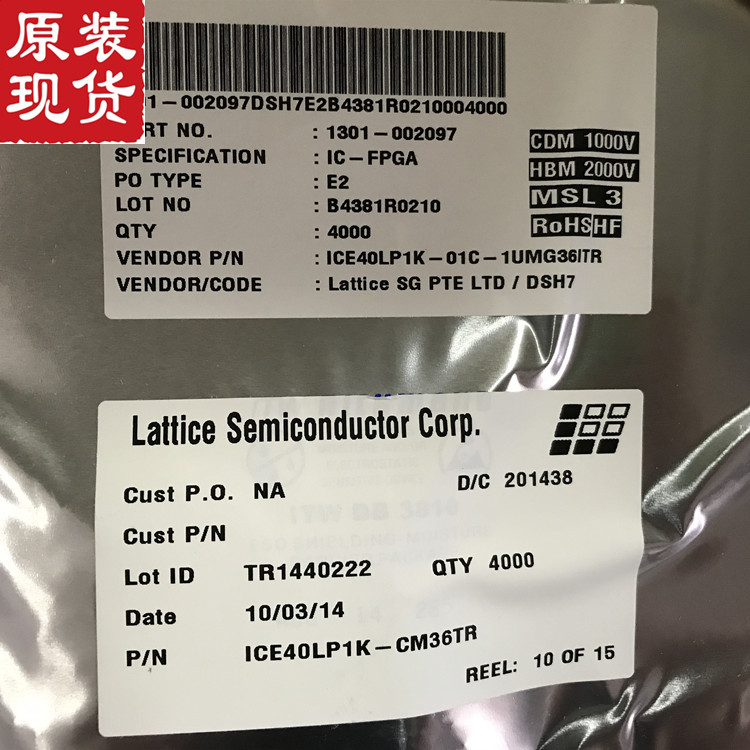 原装
现货
1-002097DSH7E2B4381R0210004000
RT NO. : 1301-002097
SPECIFICATION : IC-FPGA
PO TYPE : E2
LOT NO : B4381R0210
QTY : 4000
VENDOR P/N : ICE40LP1K-01C-1UMG36ITR
VENDOR/CODE : Lattice SG PTE LTD / DSH7
CDM 1000V
HBM 2000V
MSL 3
RoHS HF
Lattice Semiconductor Corp.
Cust P.O. NA D/C 201438
Cust P/N
Lot ID TR1440222 QTY 4000
Date 10/03/14
P/N ICE40LP1K-CM36TR
REEL: 10 OF 15